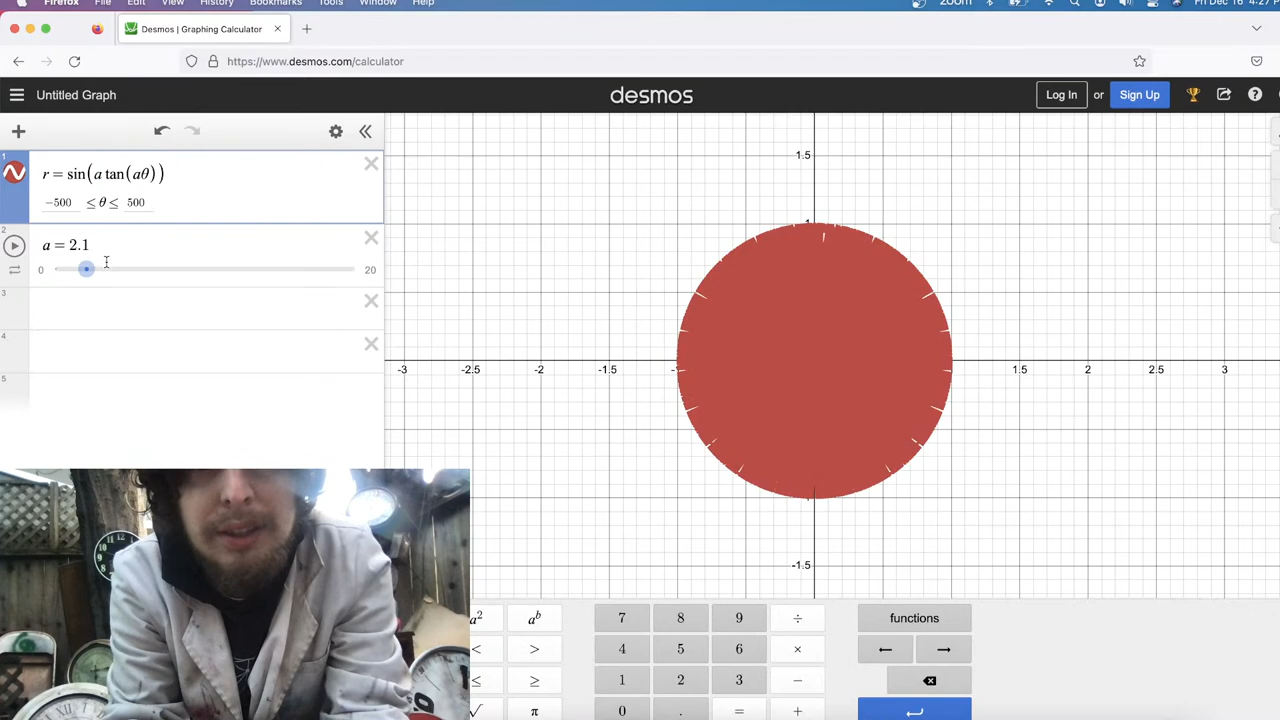 Firefox File Edit View History Bookmarks Tools Window Help zoom Fri Dec 16 4:27 P
Desmos | Graphing Calculator
https://www.desmos.com/calculator
Untitled Graph desmos Log In or Sign Up
1
r = sin(a tan(aθ))
−500 ≤ θ ≤ 500
2
a = 2.1
0 20
3
4
5
1.5
1
-3 -2.5 -2 -1.5 1.5 2 2.5 3
-1.5
a² aᵇ 7 8 9 ÷ functions
< > 4 5 6 × ← →
≤ ≥ 1 2 3 −
√ π 0 . = +